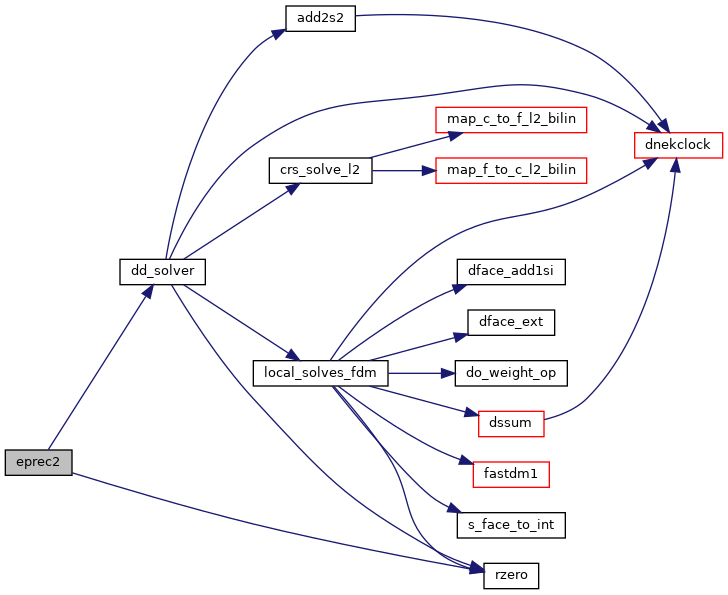 add2s2
map_c_to_f_l2_bilin
dnekclock
crs_solve_l2
map_f_to_c_l2_bilin
dd_solver
dface_add1si
dface_ext
local_solves_fdm
do_weight_op
dssum
eprec2
fastdm1
s_face_to_int
rzero